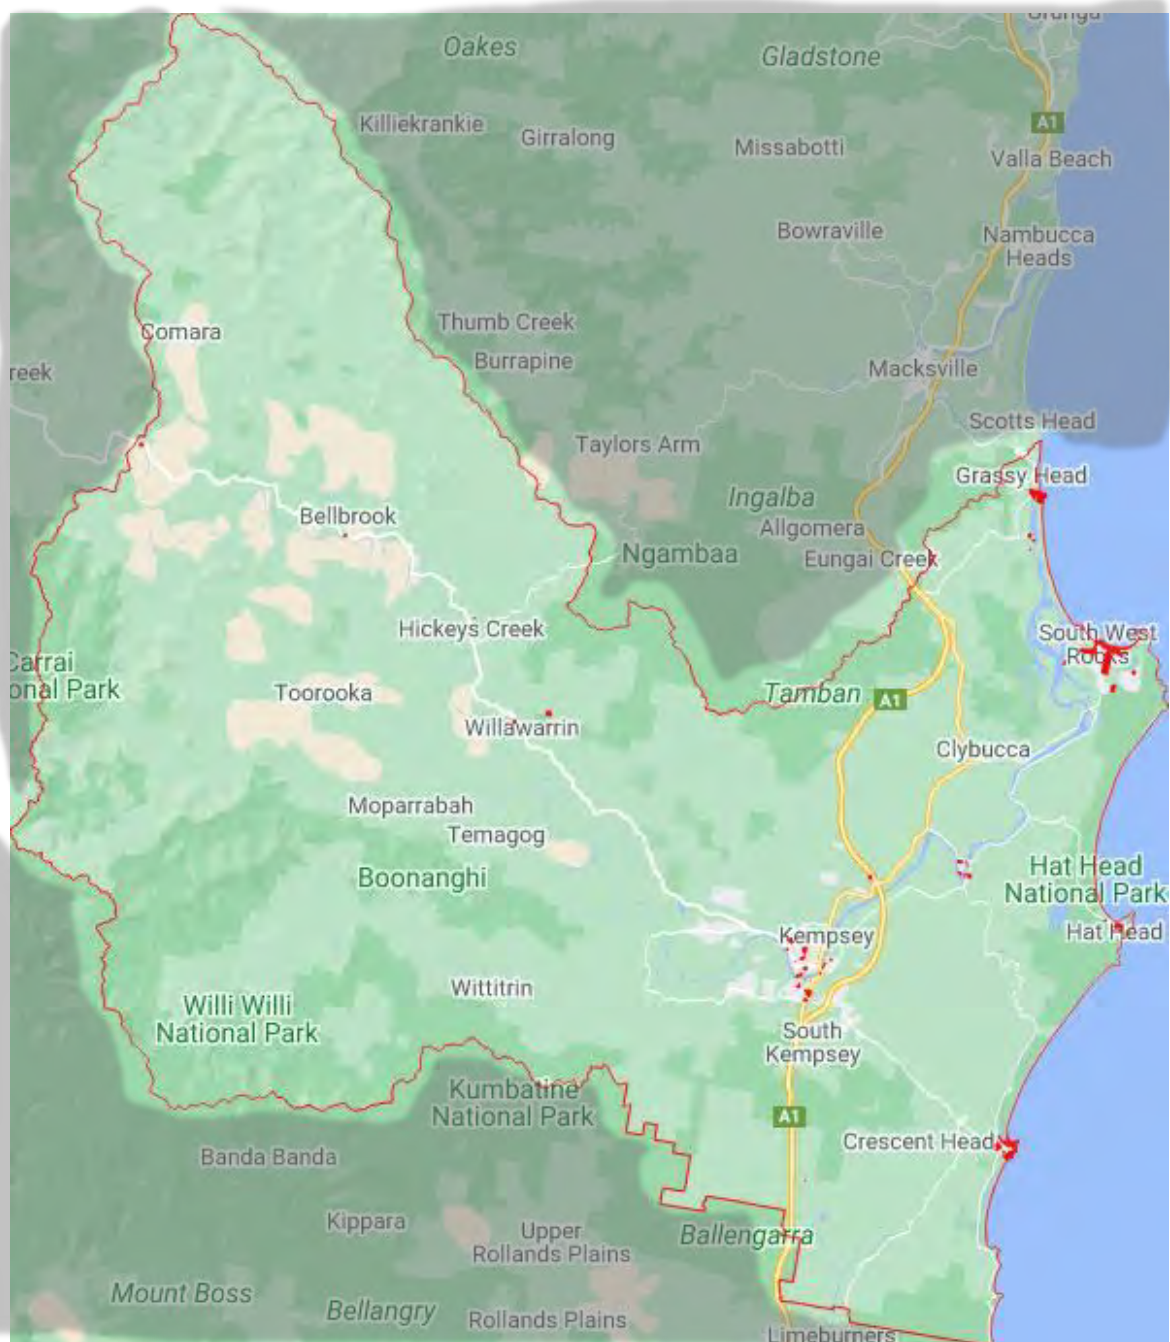 Urunga
Oakes
Gladstone
A1
Killiekrankie
Girralong
Missabotti
Valla Beach
Bowraville
Nambucca
Heads
Thumb Creek
Comara
Burrapine
reek
Macksville
Scotts Head
Taylors Arm
Grassy Head
Ingalba
Bellbrook
Allgomera
Ngambaa
Eungai Creek
Hickeys Creek
South West
Rocks
Carrai
onal Park
Toorooka
Tamban
A1
Willawarrin
Clybucca
Moparrabah
Temagog
Boonanghi
Hat Head
National Park
Kempsey
Hat Head
Wittitrin
Willi Willi
National Park
South
Kempsey
Kumbatine
National Park
A1
Crescent Head
Banda Banda
Kippara
Upper
Rollands Plains
Ballengarra
Mount Boss
Bellangry
Rollands Plains
Limeburners